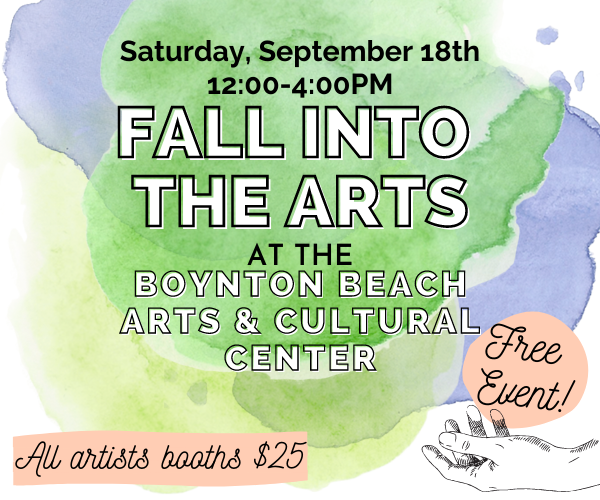 Saturday, September 18th
12:00-4:00PM
FALL INTO
THE ARTS
AT THE
BOYNTON BEACH
ARTS & CULTURAL
CENTER
Free
Event!
All artists booths $25